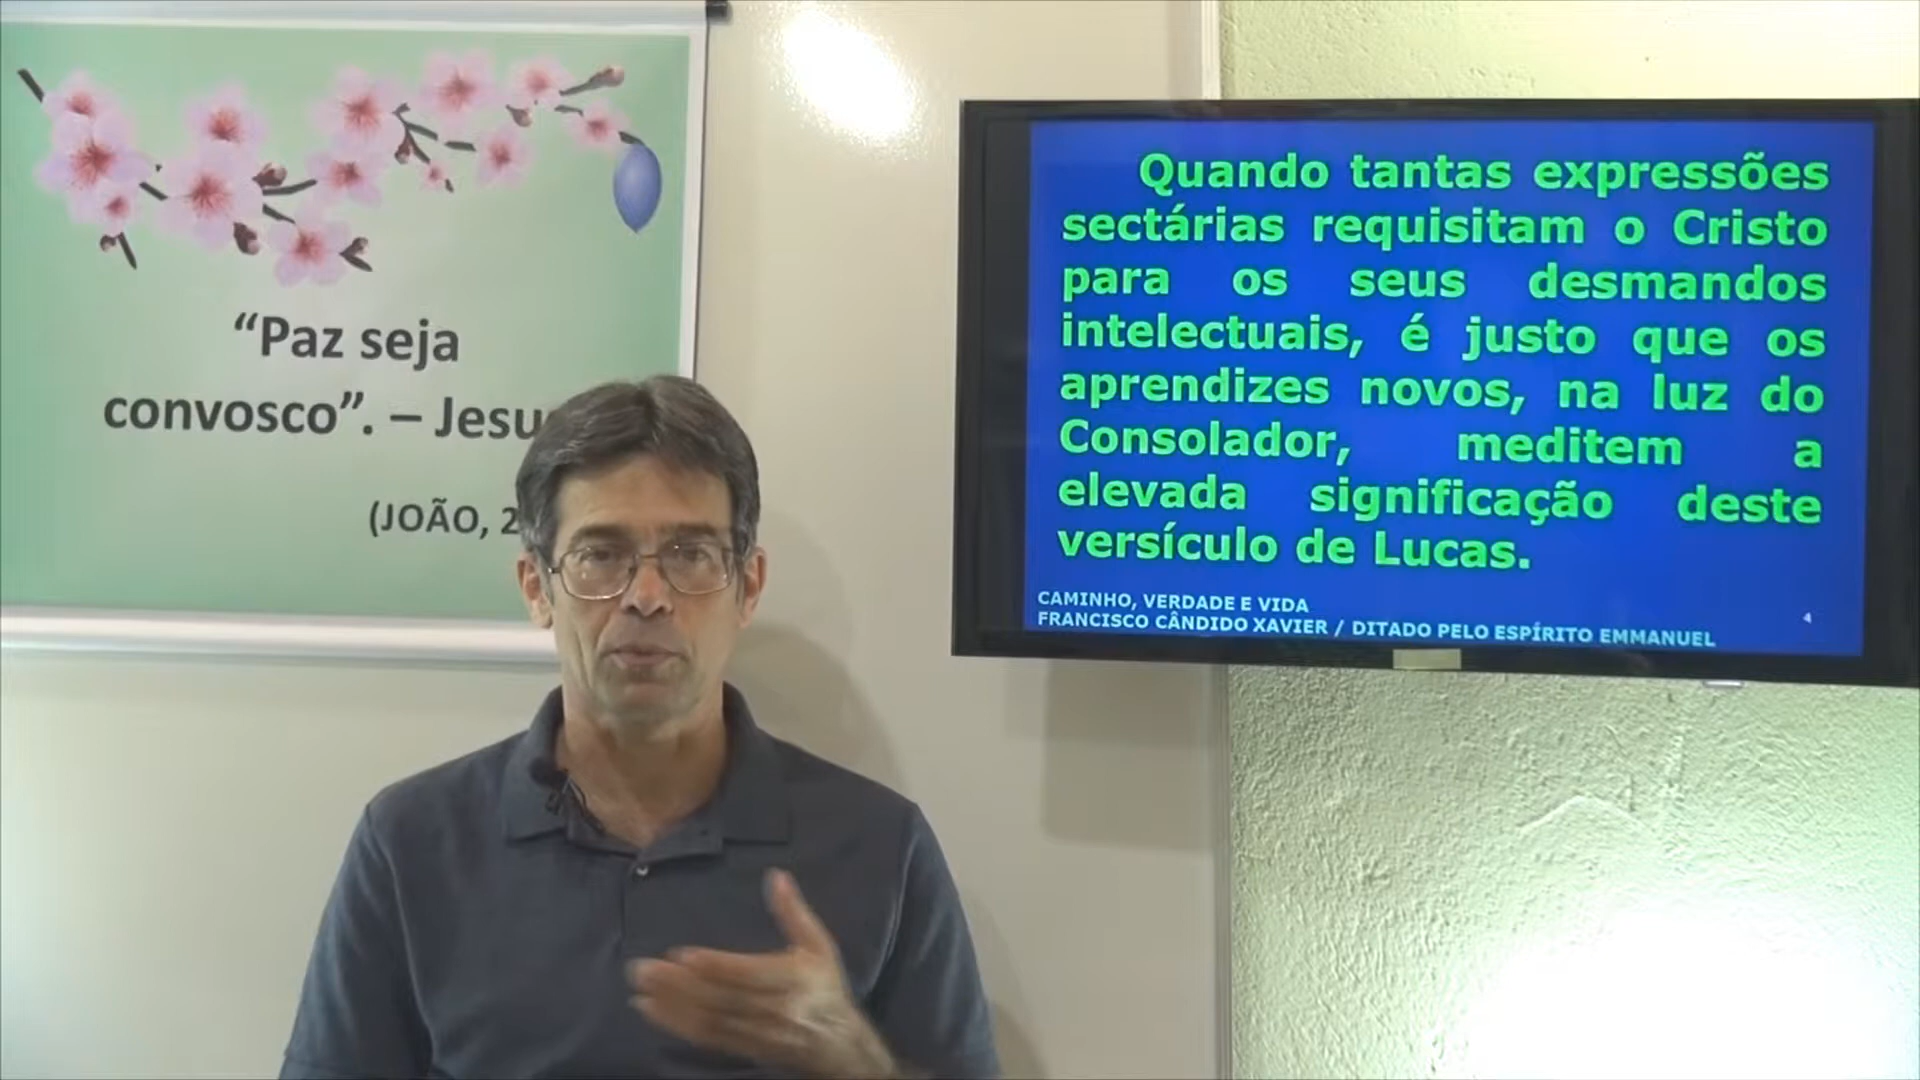 “Paz seja
convosco”. – Jesu
(JOÃO, 2
Quando tantas expressões
sectárias requisitam o Cristo
para os seus desmandos
intelectuais, é justo que os
aprendizes novos, na luz do
Consolador, meditem a
elevada significação deste
versículo de Lucas.
CAMINHO, VERDADE E VIDA
FRANCISCO CÂNDIDO XAVIER / DITADO PELO ESPÍRITO EMMANUEL
4